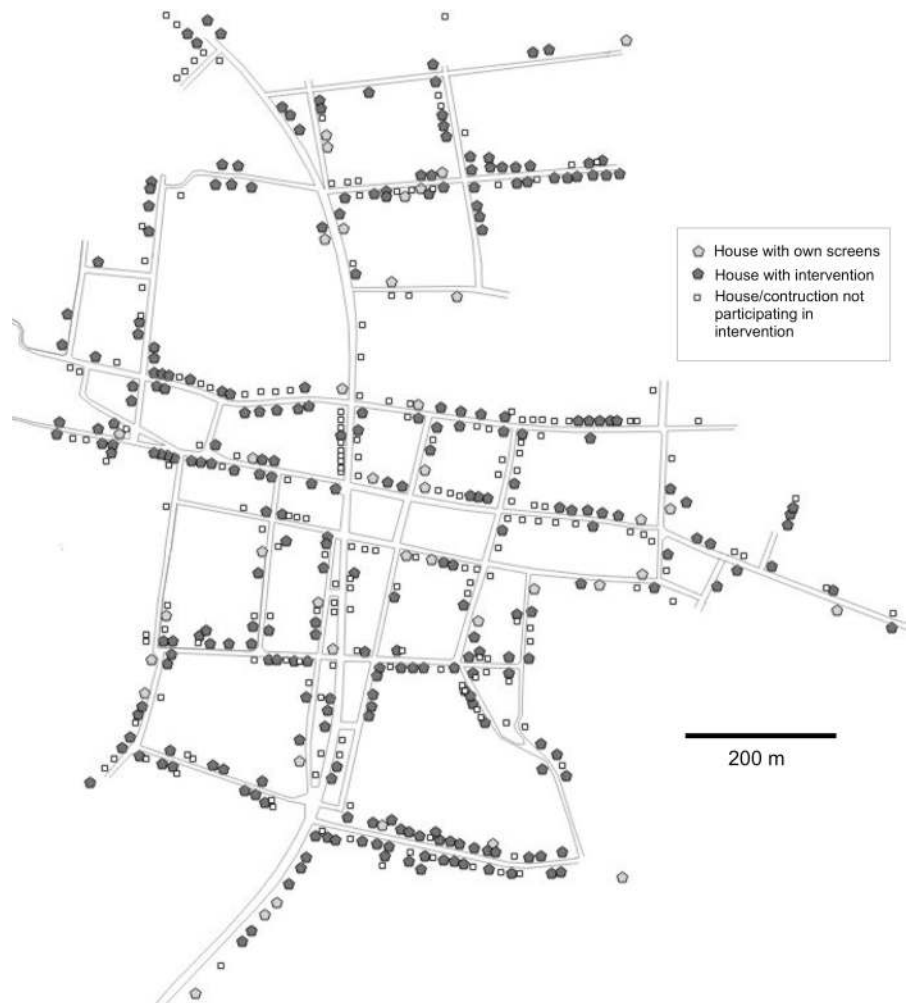 House with own screens
House with intervention
House/contruction not
participating in
intervention
200 m